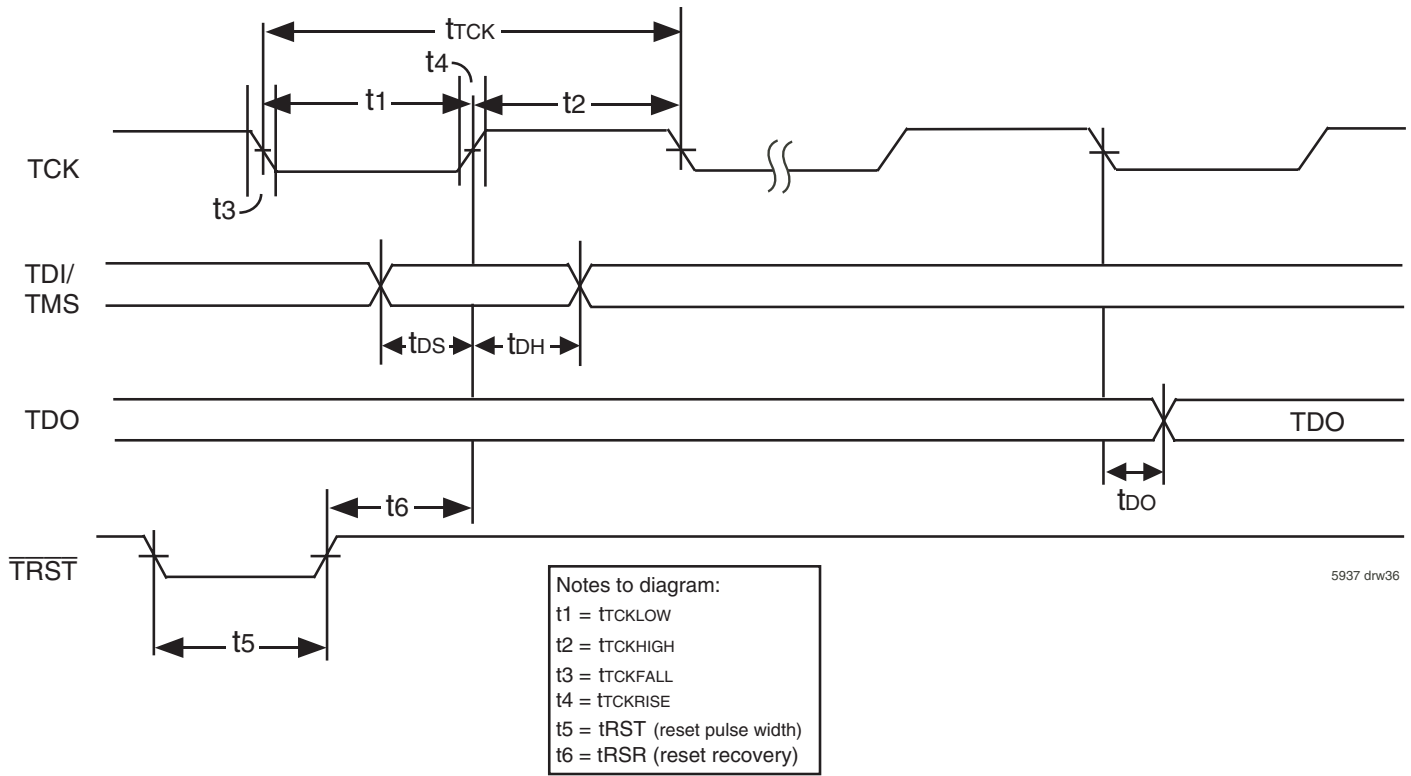 tTCK
t4
t1
t2
TCK
t3
TDI/
TMS
tDS
tDH
TDO
TDO
tDO
t6
TRST
5937 drw36
t5
Notes to diagram:
t1 = tTCKLOW
t2 = tTCKHIGH
t3 = tTCKFALL
t4 = tTCKRISE
t5 = tRST (reset pulse width)
t6 = tRSR (reset recovery)